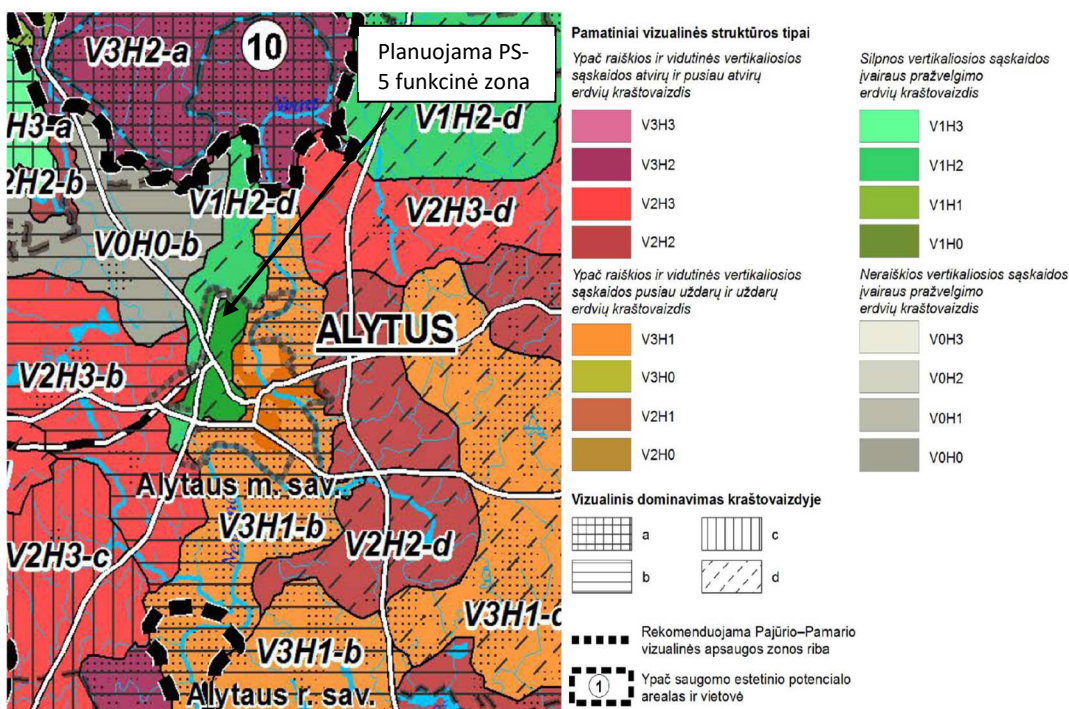 V3H2-a
10
Planuojama PS-
5 funkcinė zona
H3-a
V1H2-d
2H2-b
V1H2-d
V2H3-d
V0H0-b
ALYTUS
V2H3-b
Alytaus m. sav.
V3H1-b
V2H3-c
V2H2-d
V3H1-d
V3H1-b
Alytaus r. sav.
Pamatiniai vizualinės struktūros tipai
Ypač raiškios ir vidutinės vertikaliosios
sąskaidos atvirų ir pusiau atvirų
erdvių kraštovaizdis
V3H3
V3H2
V2H3
V2H2
Ypač raiškios ir vidutinės vertikaliosios
sąskaidos pusiau uždarų ir uždarų
erdvių kraštovaizdis
V3H1
V3H0
V2H1
V2H0
Silpnos vertikaliosios sąskaidos
įvairaus pražvelgimo
erdvių kraštovaizdis
V1H3
V1H2
V1H1
V1H0
Neraiškios vertikaliosios sąskaidos
įvairaus pražvelgimo
erdvių kraštovaizdis
V0H3
V0H2
V0H1
V0H0
Vizualinis dominavimas kraštovaizdyje
a
c
b
d
Rekomenduojama Pajūrio–Pamario
vizualinės apsaugos zonos riba
1
Ypač saugomo estetinio potencialo
arealas ir vietovė